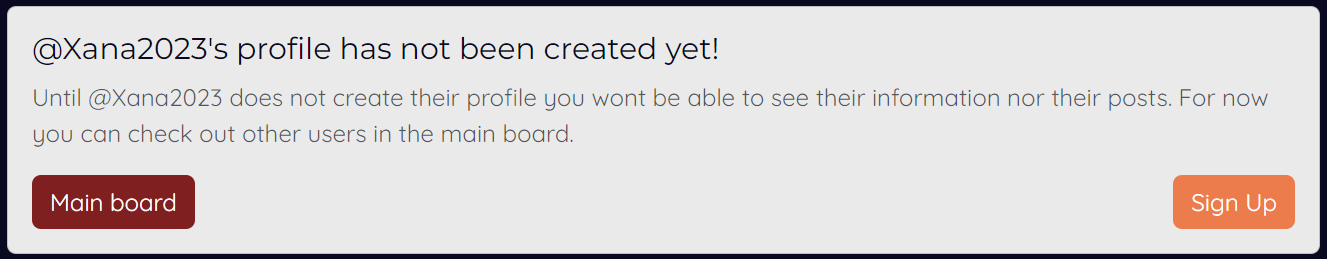 @Xana2023's profile has not been created yet!
Until @Xana2023 does not create their profile you wont be able to see their information nor their posts. For now
you can check out other users in the main board.
Main board
Sign Up